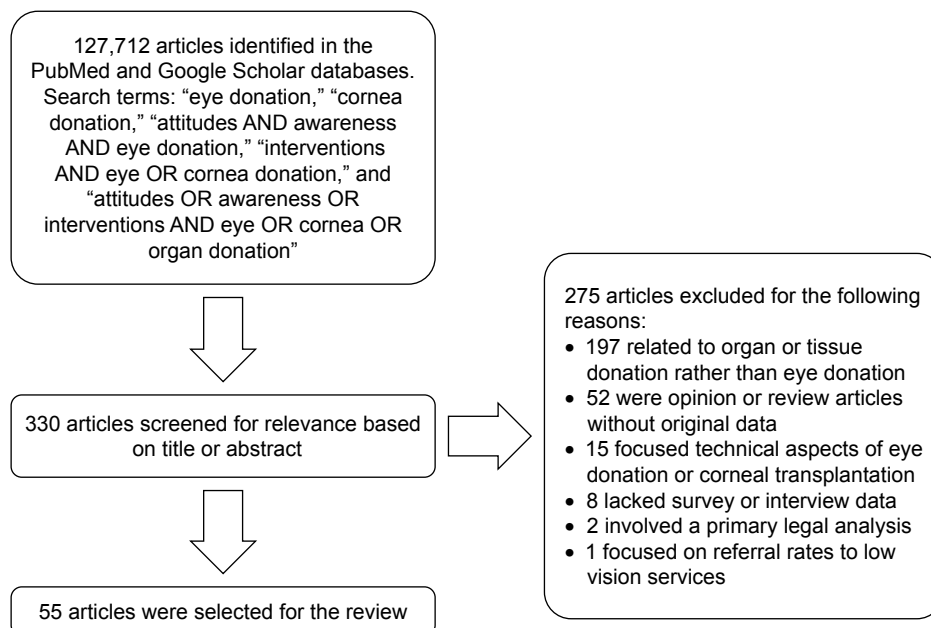 127,712 articles identified in the
PubMed and Google Scholar databases.
Search terms: “eye donation,” “cornea
donation,” “attitudes AND awareness
AND eye donation,” “interventions
AND eye OR cornea donation,” and
“attitudes OR awareness OR
interventions AND eye OR cornea OR
organ donation”
330 articles screened for relevance based
on title or abstract
275 articles excluded for the following
reasons:
• 197 related to organ or tissue
donation rather than eye donation
• 52 were opinion or review articles
without original data
• 15 focused technical aspects of eye
donation or corneal transplantation
• 8 lacked survey or interview data
• 2 involved a primary legal analysis
• 1 focused on referral rates to low
vision services
55 articles were selected for the review